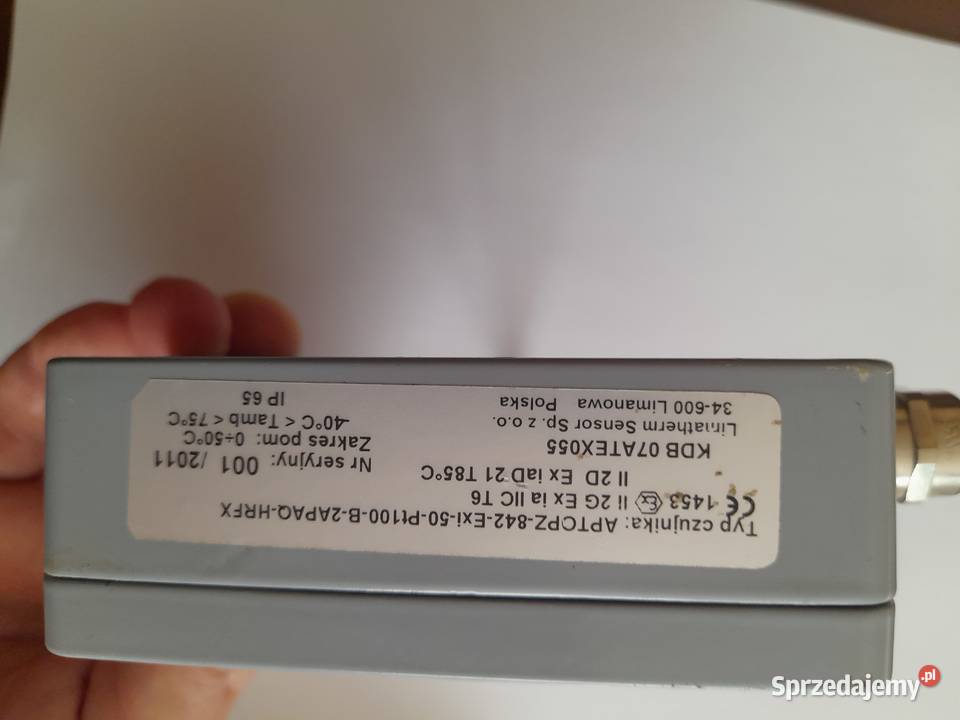 Typ czujnika: APTOPZ-842-Exi-50-Pt100-B-2APAQ-HRFX
CE 1453 Ex II 2G Ex ia IIC T6
II 2D Ex iaD 21 T85°C
KDB 07ATEX055
Limatherm Sensor Sp. z o.o.
34-600 Limanowa Polska
Nr seryjny: 001 / 2011
Zakres pom: 0÷50°C
-40°C < Tamb < 75°C
IP 65
Sprzedajemy.pl